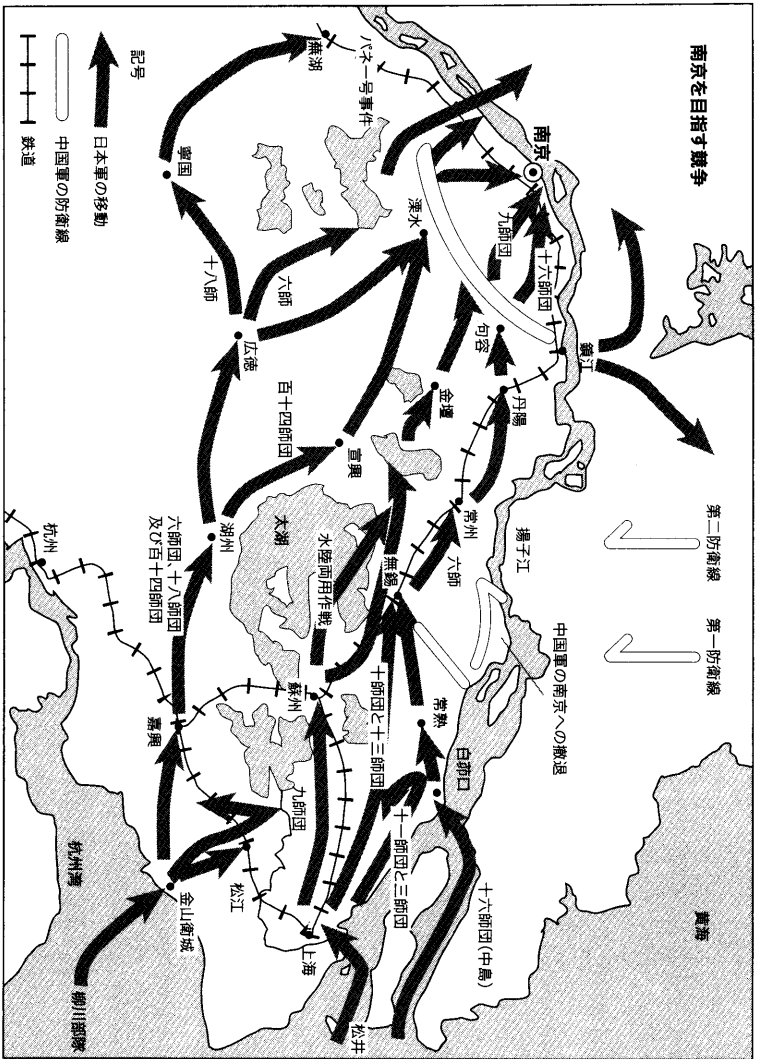 南京を目指す競争
記号
日本軍の移動
中国軍の防衛線
鉄道
第二防衛線
第一防衛線
黄海
揚子江
中国軍の南京への撤退
鎮江
南京
パネー号事件
蕪湖
寧国
十八師
六師
広徳
溧水
九師団
十六師団
句容
丹陽
金壇
百十四師団
宣興
常州
六師
無錫
太湖
水陸両用作戦
湖州
六師団、十八師団
及び百十四師団
杭州
蘇州
十師団と十三師団
常熟
白茆口
十一師団と三師団
十六師団(中島)
嘉興
九師団
松江
上海
松井
金山衛城
杭州湾
柳川部隊